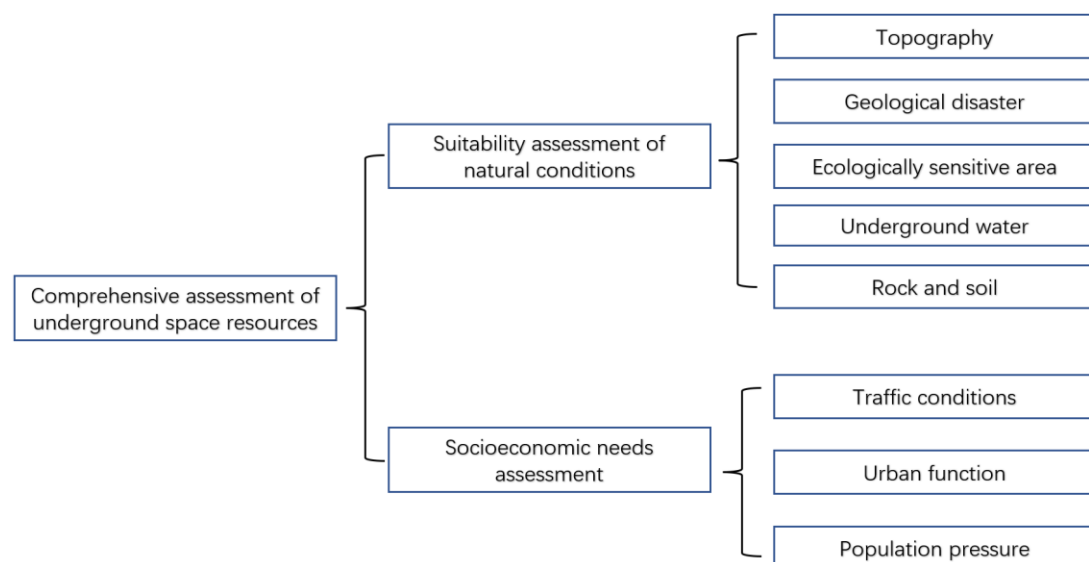 Comprehensive assessment of
underground space resources
Suitability assessment of
natural conditions
Topography
Geological disaster
Ecologically sensitive area
Underground water
Rock and soil
Socioeconomic needs
assessment
Traffic conditions
Urban function
Population pressure